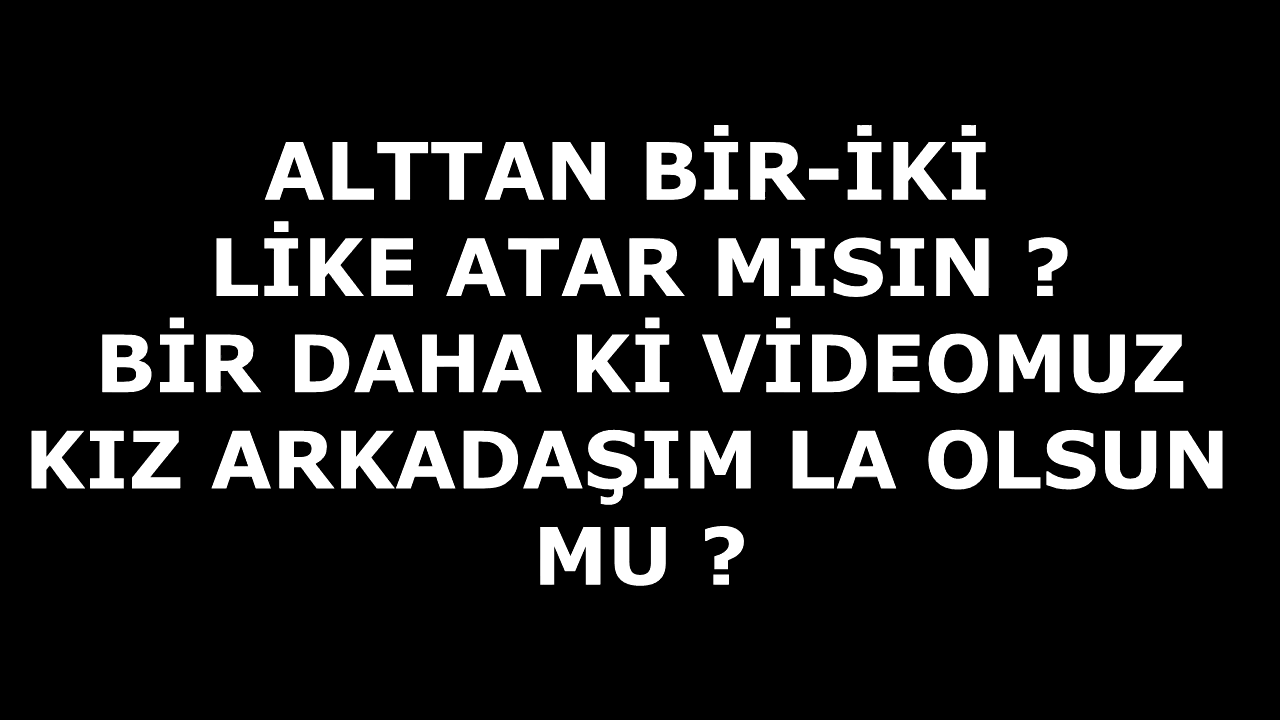 ALTTAN BİR-İKİ
LİKE ATAR MISIN ?
BİR DAHA Kİ VİDEOMUZ
KIZ ARKADAŞIM LA OLSUN
MU ?